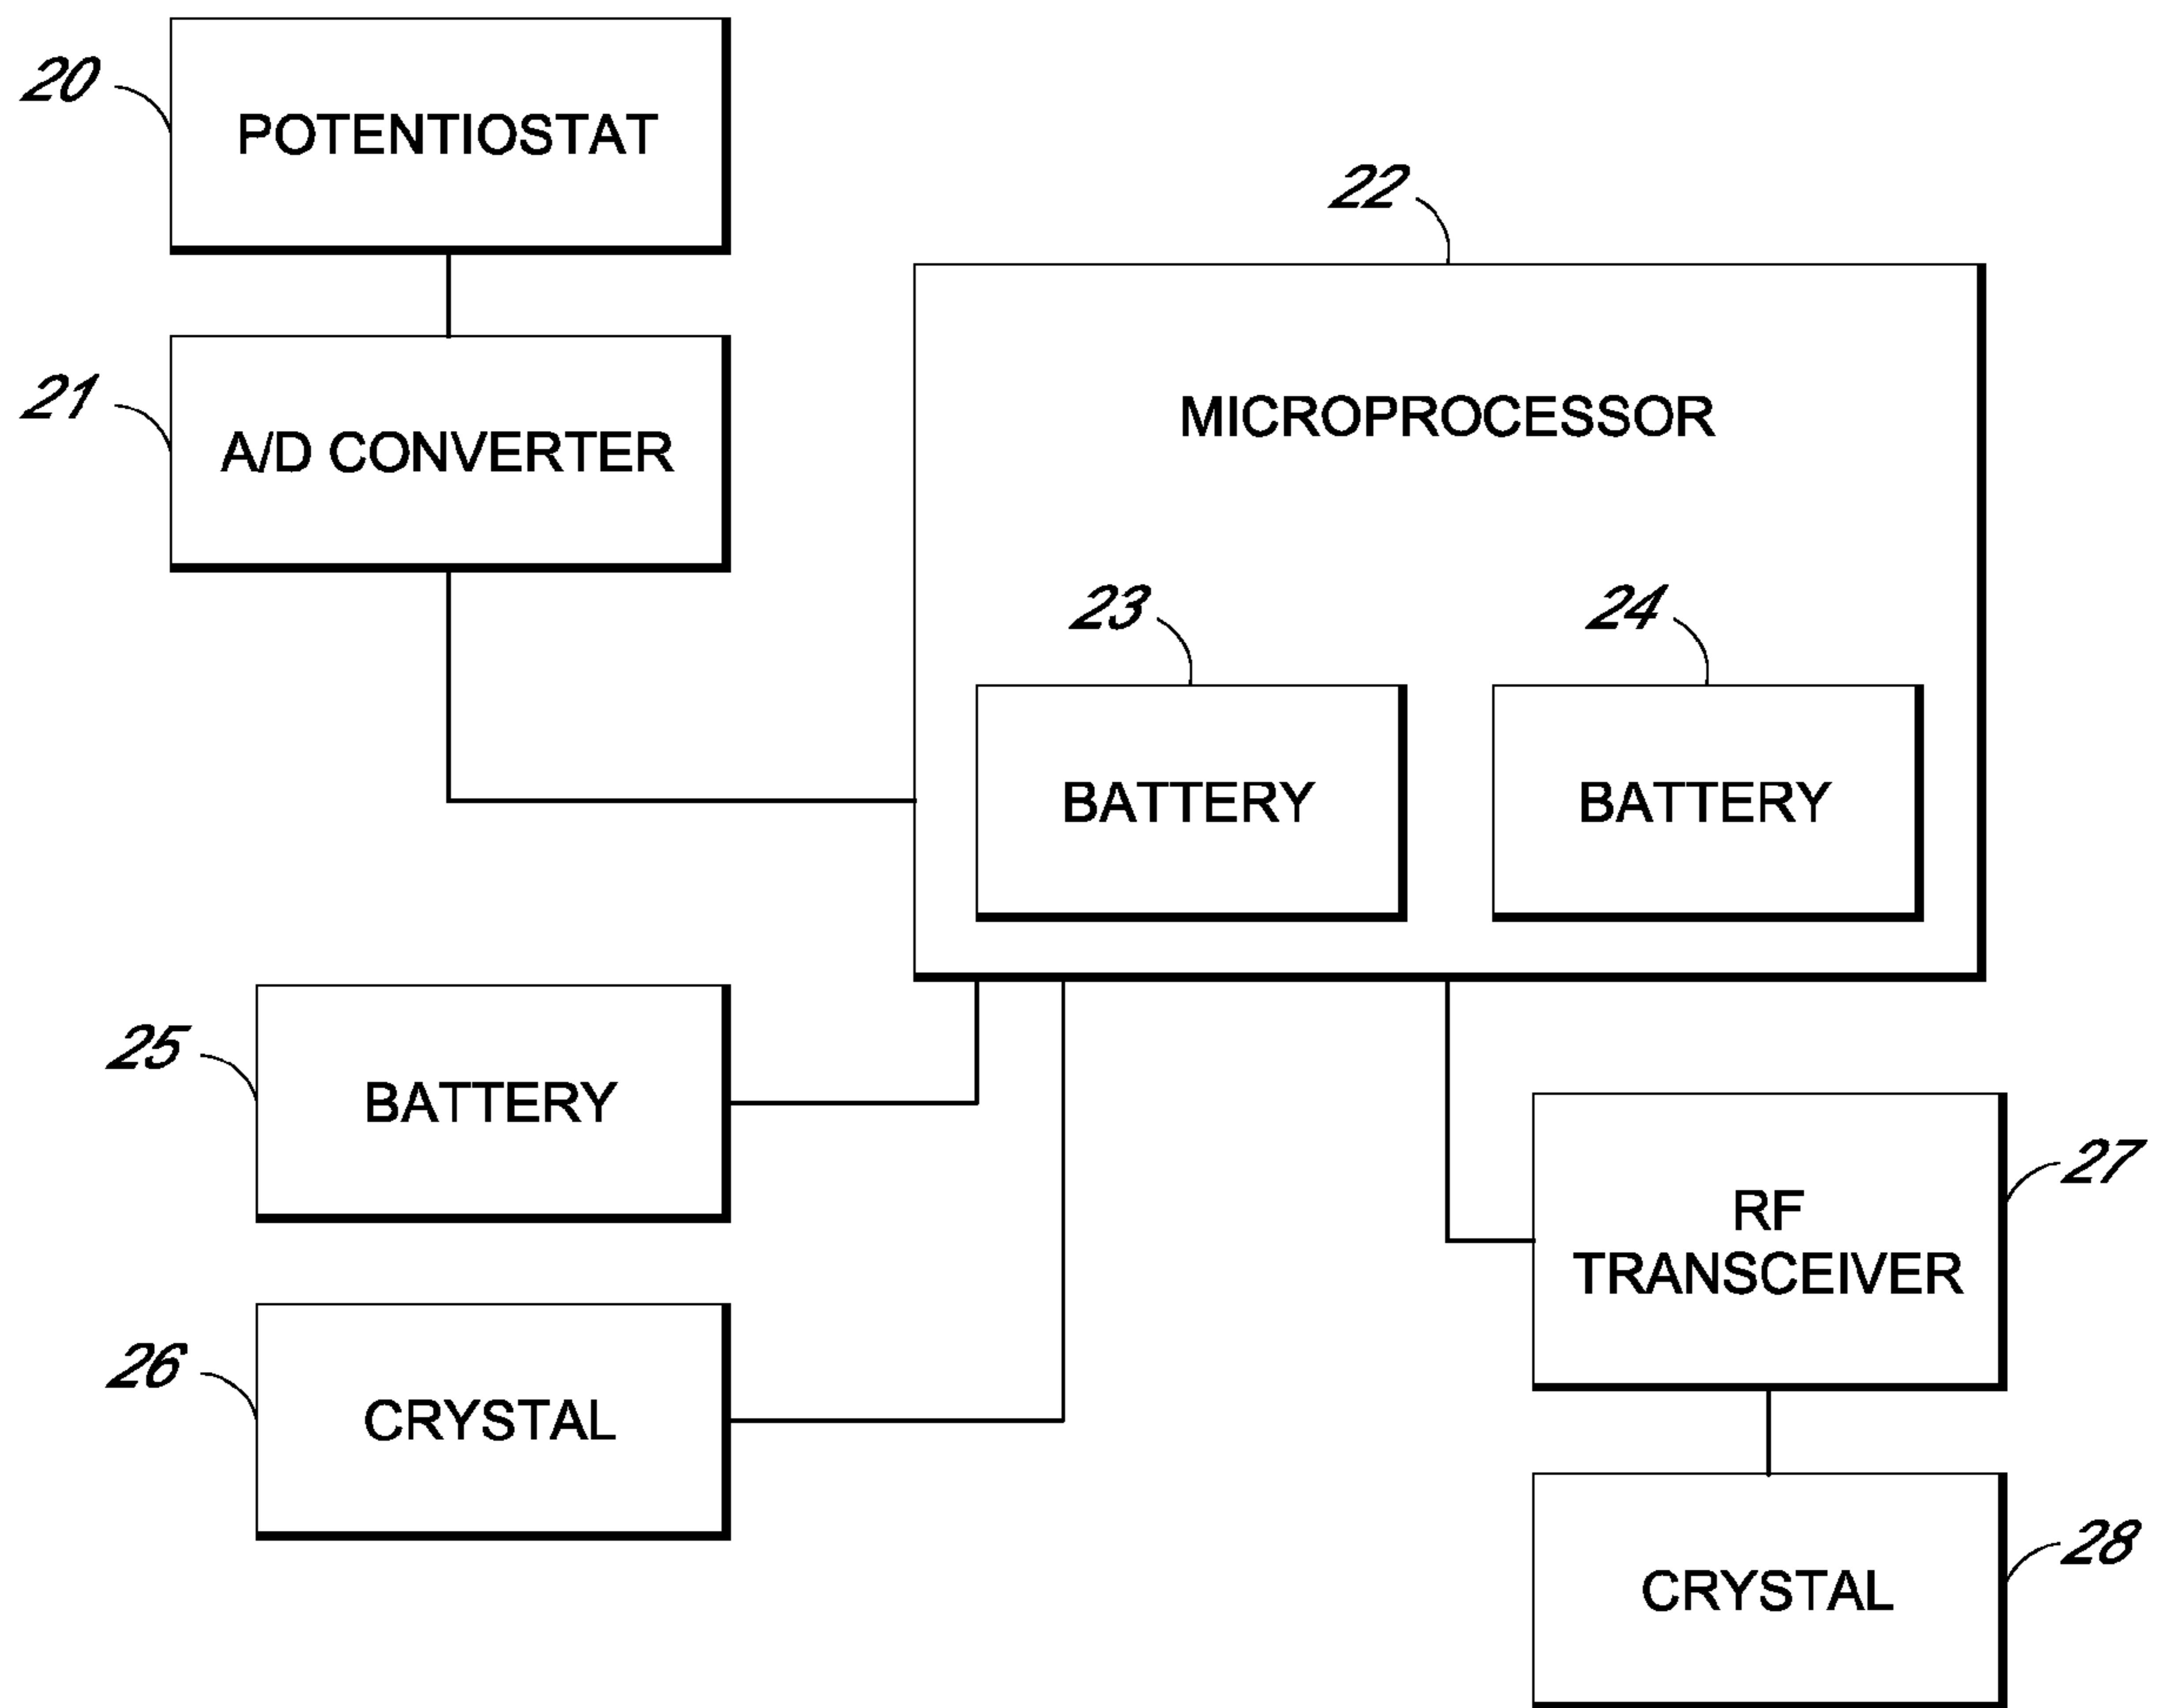 20
POTENTIOSTAT
21
A/D CONVERTER
22
MICROPROCESSOR
23
BATTERY
24
BATTERY
25
BATTERY
26
CRYSTAL
27
RF
TRANSCEIVER
28
CRYSTAL